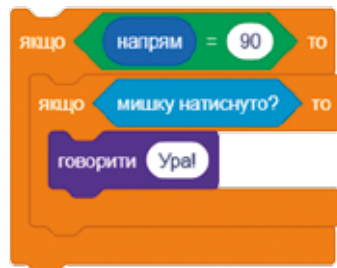 якщо напрям = 90 то
якщо мишку натиснуто? то
говорити Ура!